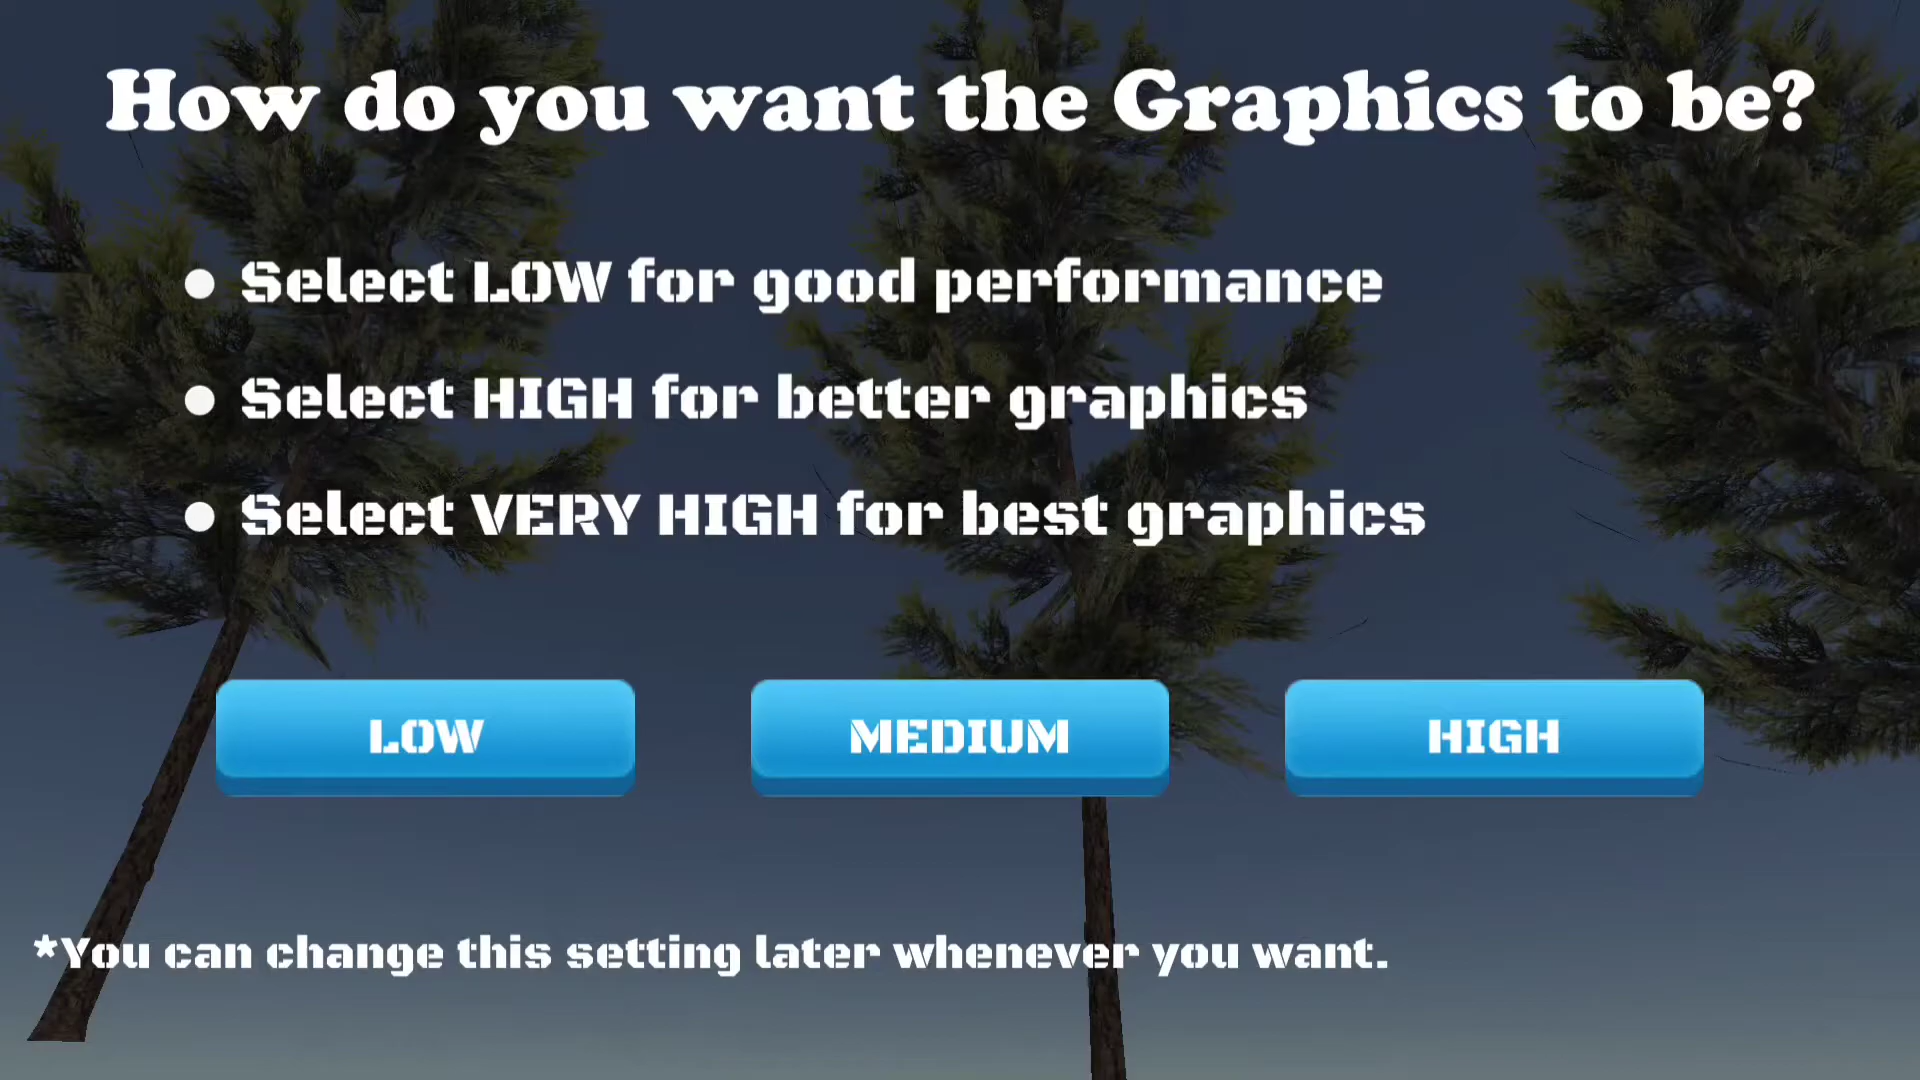 How do you want the Graphics to be?
● Select LOW for good performance
● Select HIGH for better graphics
● Select VERY HIGH for best graphics
LOW
MEDIUM
HIGH
*You can change this setting later whenever you want.